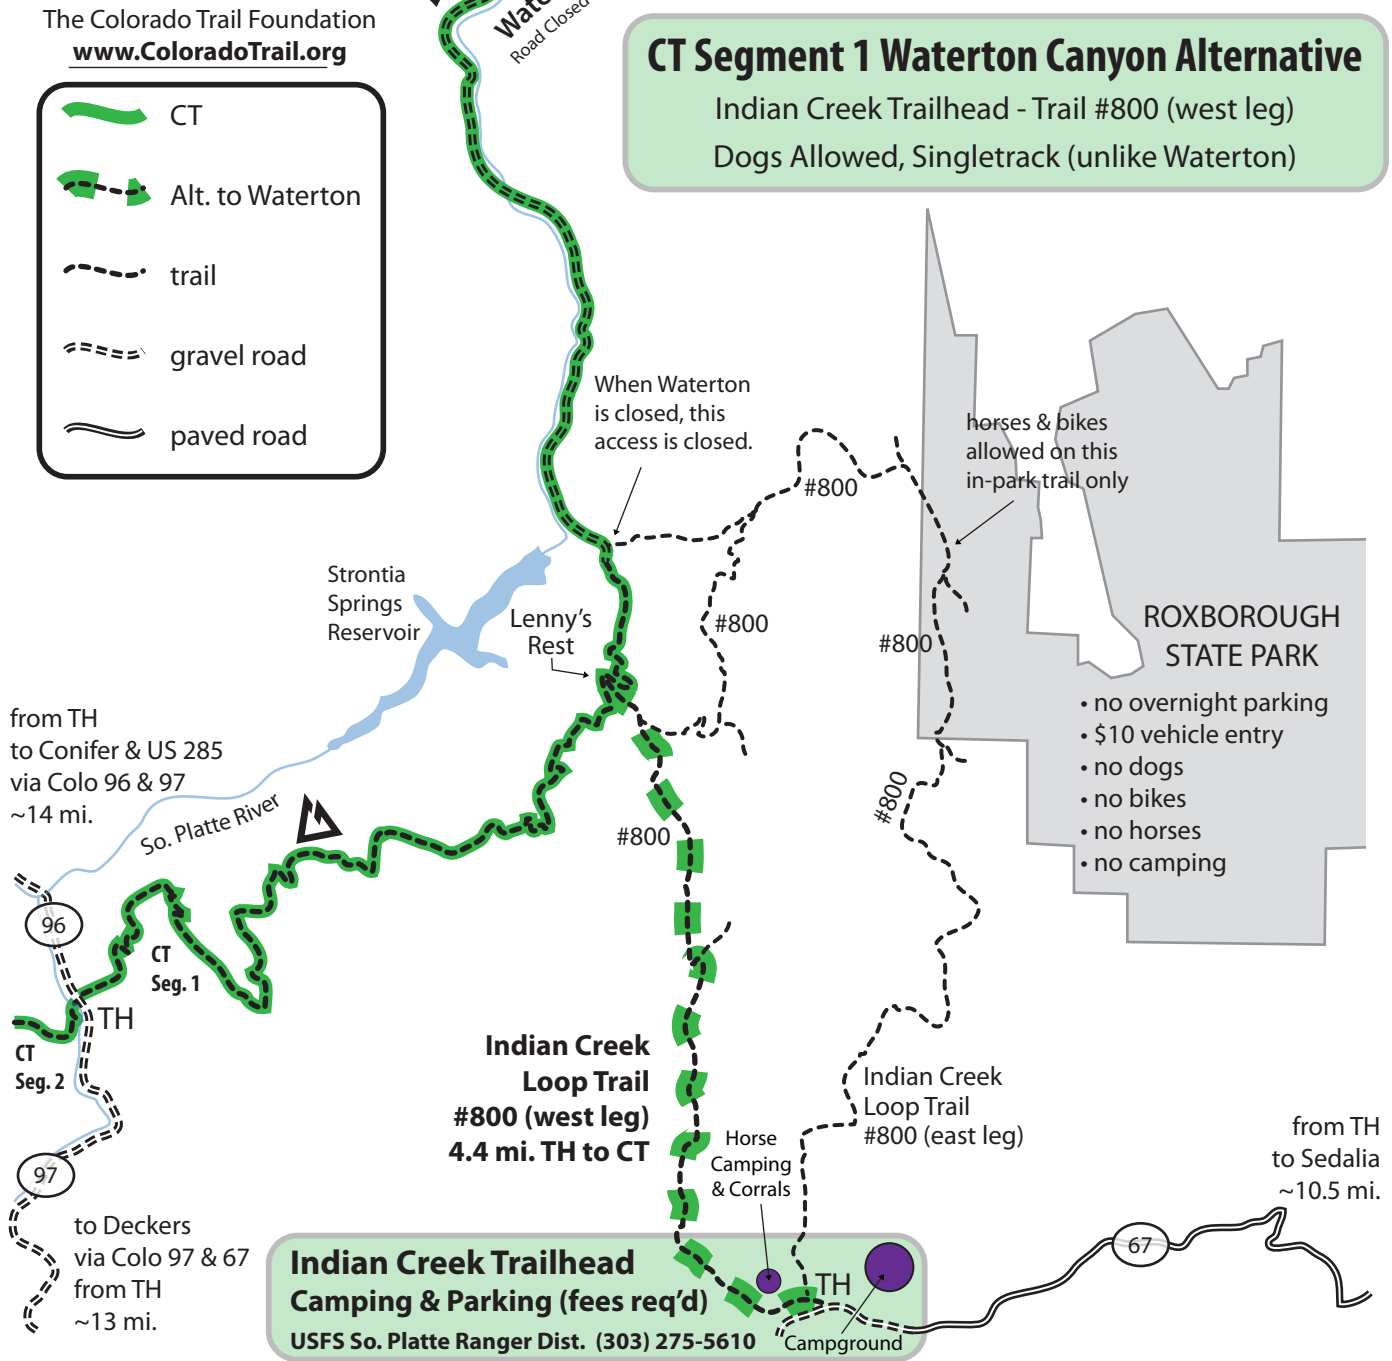 The Colorado Trail Foundation
www.ColoradoTrail.org
CT
Alt. to Waterton
trail
gravel road
paved road
Road Closed
CT Segment 1 Waterton Canyon Alternative
Indian Creek Trailhead - Trail #800 (west leg)
Dogs Allowed, Singletrack (unlike Waterton)
When Waterton
is closed, this
access is closed.
horses & bikes
allowed on this
in-park trail only
#800
Strontia
Springs
Reservoir
Lenny's
Rest
#800
#800
ROXBOROUGH
STATE PARK
• no overnight parking
• $10 vehicle entry
• no dogs
• no bikes
• no horses
• no camping
from TH
to Conifer & US 285
via Colo 96 & 97
~14 mi.
So. Platte River
#800
#800
96
CT
Seg. 1
TH
CT
Seg. 2
Indian Creek
Loop Trail
#800 (west leg)
4.4 mi. TH to CT
Indian Creek
Loop Trail
#800 (east leg)
Horse
Camping
& Corrals
from TH
to Sedalia
~10.5 mi.
97
67
to Deckers
via Colo 97 & 67
from TH
~13 mi.
Indian Creek Trailhead
Camping & Parking (fees req'd)
USFS So. Platte Ranger Dist. (303) 275-5610
TH
Campground